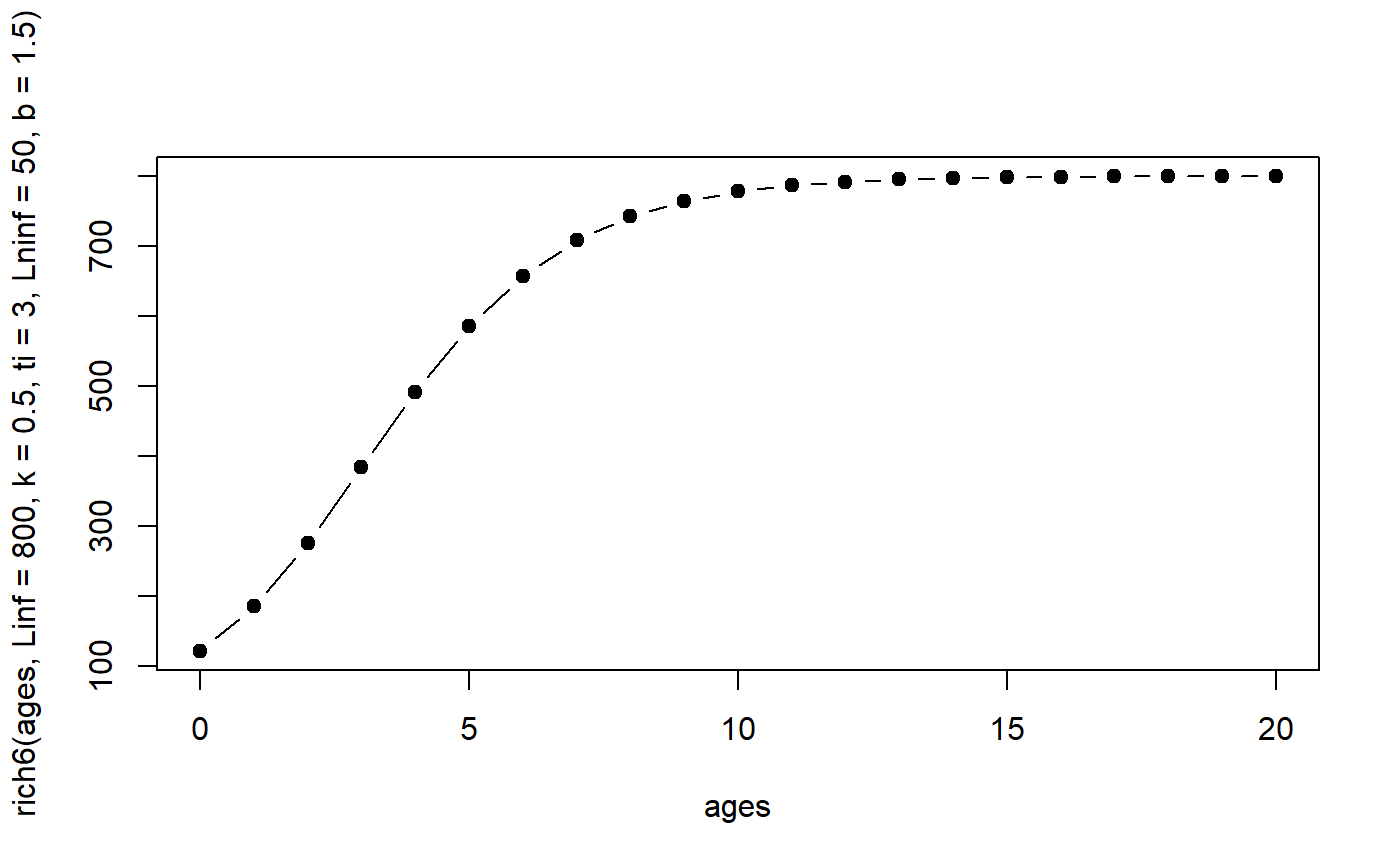 rich6(ages, Linf = 800, k = 0.5, ti = 3, Lninf = 50, b = 1.5)
700
500
300
100
0 5 10 15 20
ages